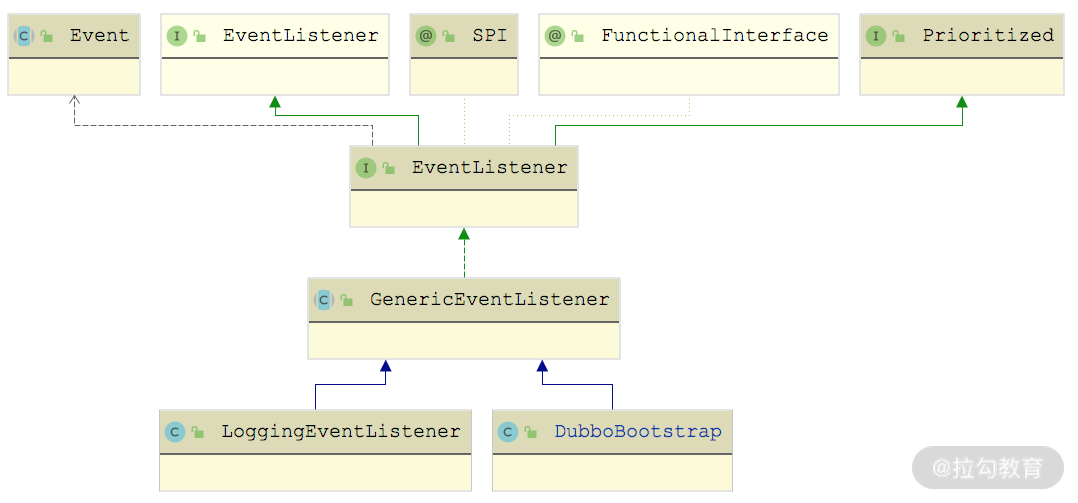 C Event
I EventListener
@ SPI
@ FunctionalInterface
I Prioritized
I EventListener
C GenericEventListener
C LoggingEventListener
C DubboBootstrap
@拉勾教育